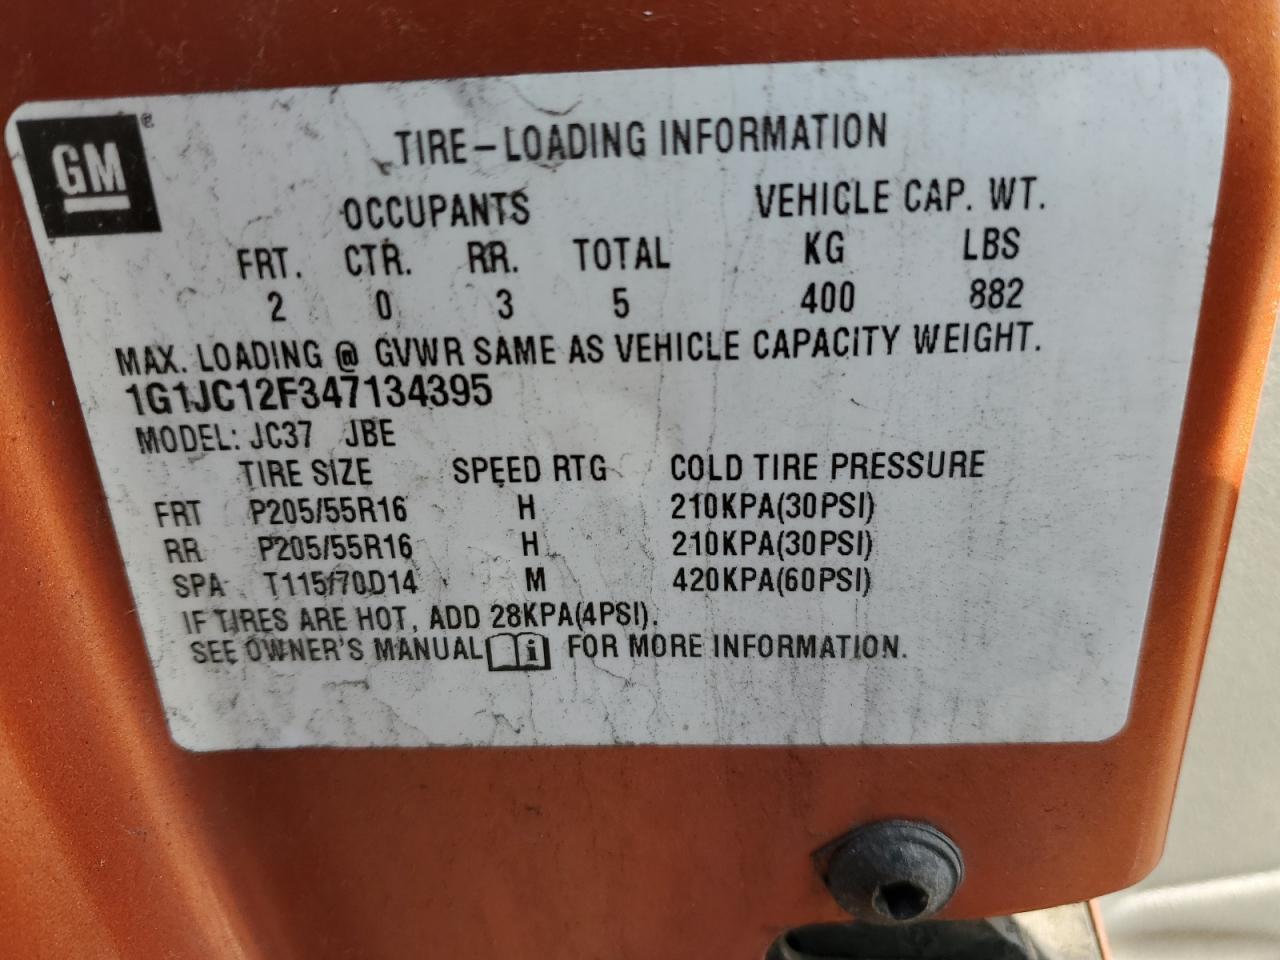 GM ®
TIRE-LOADING INFORMATION
OCCUPANTS VEHICLE CAP. WT.
FRT. CTR. RR. TOTAL KG LBS
2 0 3 5 400 882
MAX. LOADING @ GVWR SAME AS VEHICLE CAPACITY WEIGHT.
1G1JC12F347134395
MODEL: JC37 JBE
TIRE SIZE SPEED RTG COLD TIRE PRESSURE
FRT P205/55R16 H 210KPA(30PSI)
RR P205/55R16 H 210KPA(30PSI)
SPA T115/70D14 M 420KPA(60PSI)
IF TIRES ARE HOT, ADD 28KPA(4PSI).
SEE OWNER'S MANUAL i FOR MORE INFORMATION.